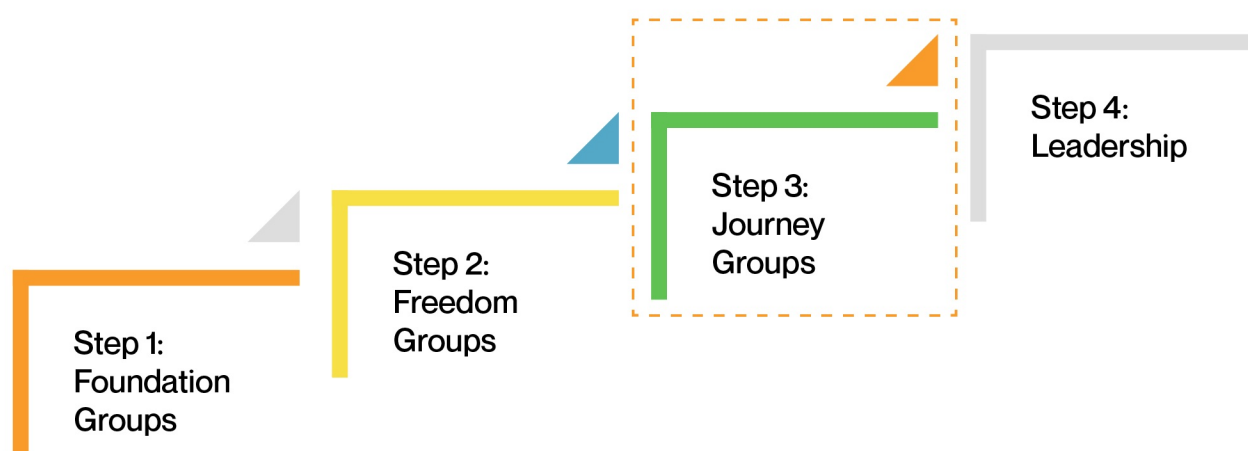 Step 1:
Foundation
Groups
Step 2:
Freedom
Groups
Step 3:
Journey
Groups
Step 4:
Leadership